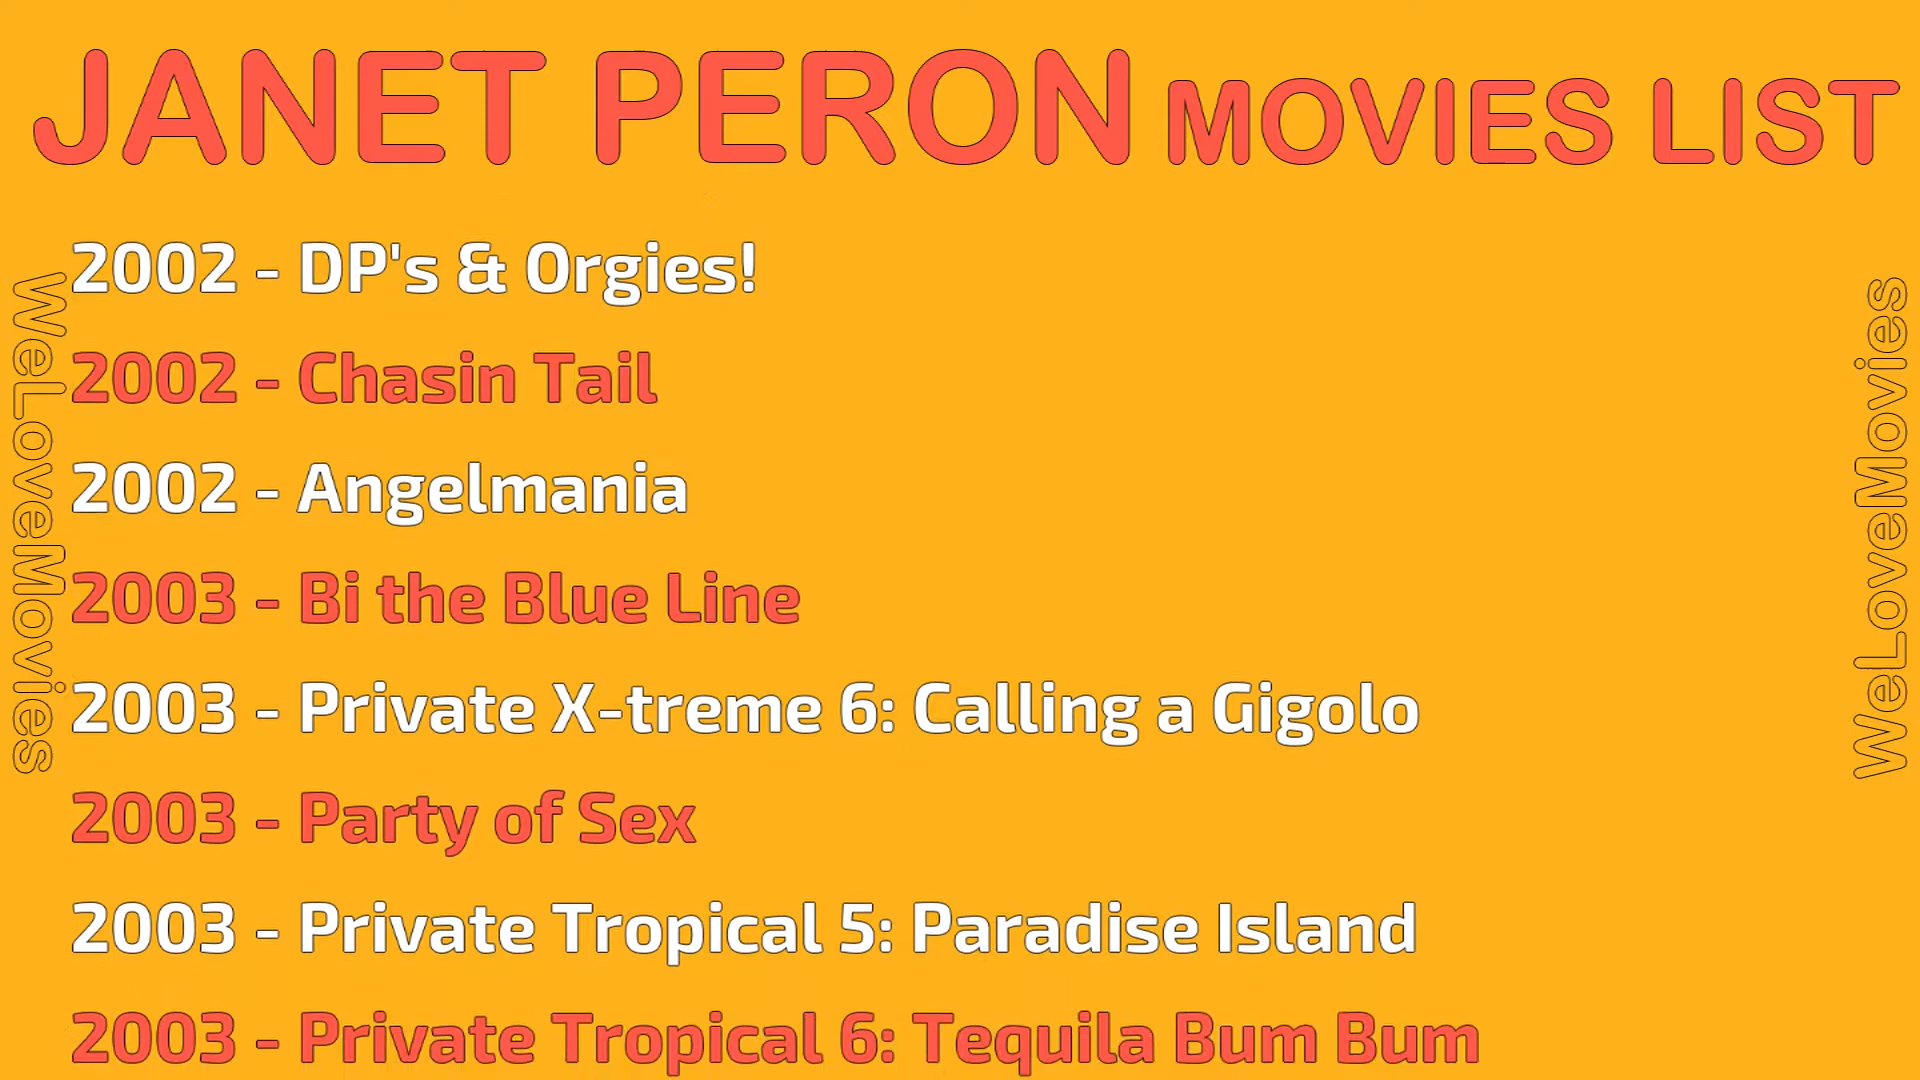 JANET PERON MOVIES LIST
2002 - DP's & Orgies!
2002 - Chasin Tail
2002 - Angelmania
2003 - Bi the Blue Line
2003 - Private X-treme 6: Calling a Gigolo
2003 - Party of Sex
2003 - Private Tropical 5: Paradise Island
2003 - Private Tropical 6: Tequila Bum Bum
WeLoveMovies
WeLoveMovies